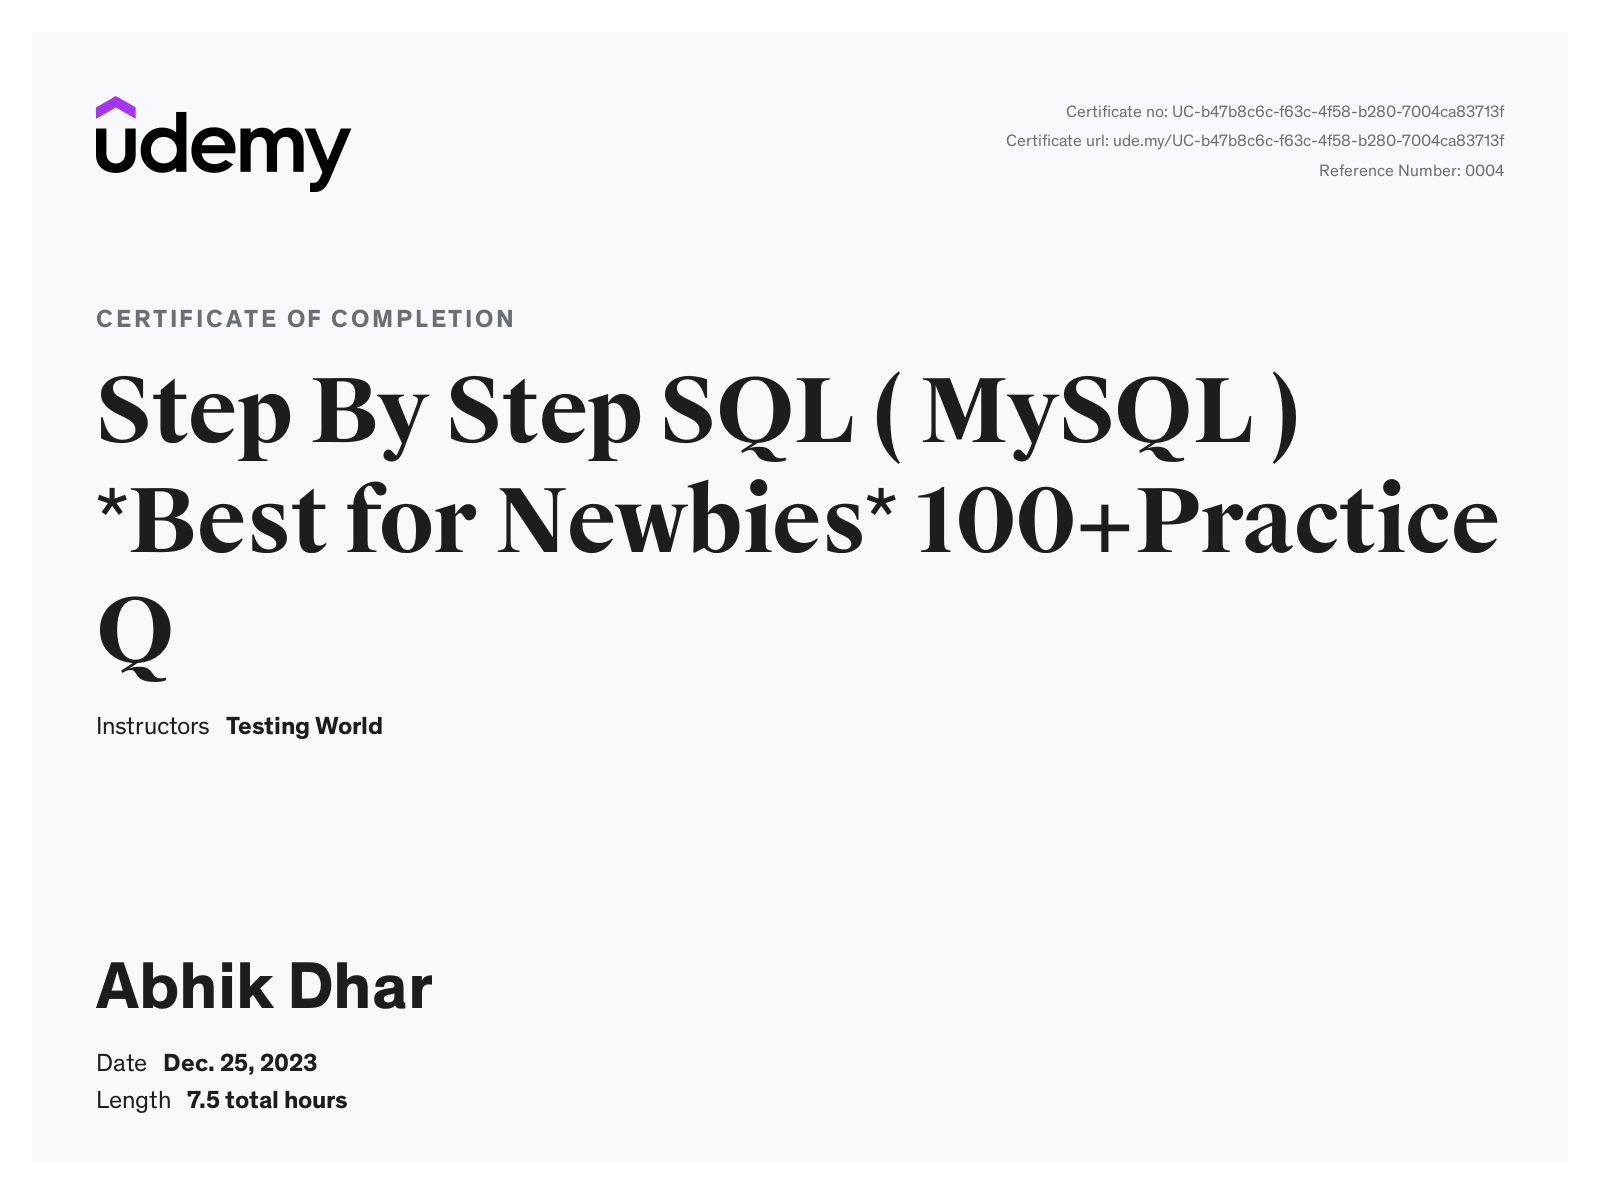 udemy
Certificate no: UC-b47b8c6c-f63c-4f58-b280-7004ca83713f
Certificate url: ude.my/UC-b47b8c6c-f63c-4f58-b280-7004ca83713f
Reference Number: 0004
CERTIFICATE OF COMPLETION
Step By Step SQL ( MySQL )
*Best for Newbies* 100+Practice
Q
Instructors Testing World
Abhik Dhar
Date Dec. 25, 2023
Length 7.5 total hours